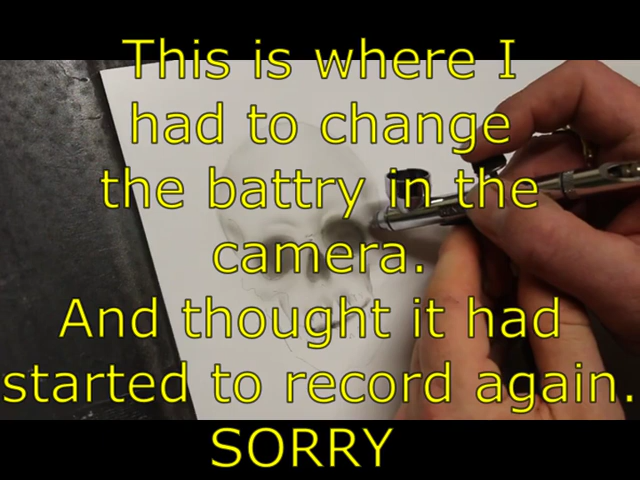 This is where I
had to change
the battry in the
camera.
And thought it had
started to record again.
SORRY